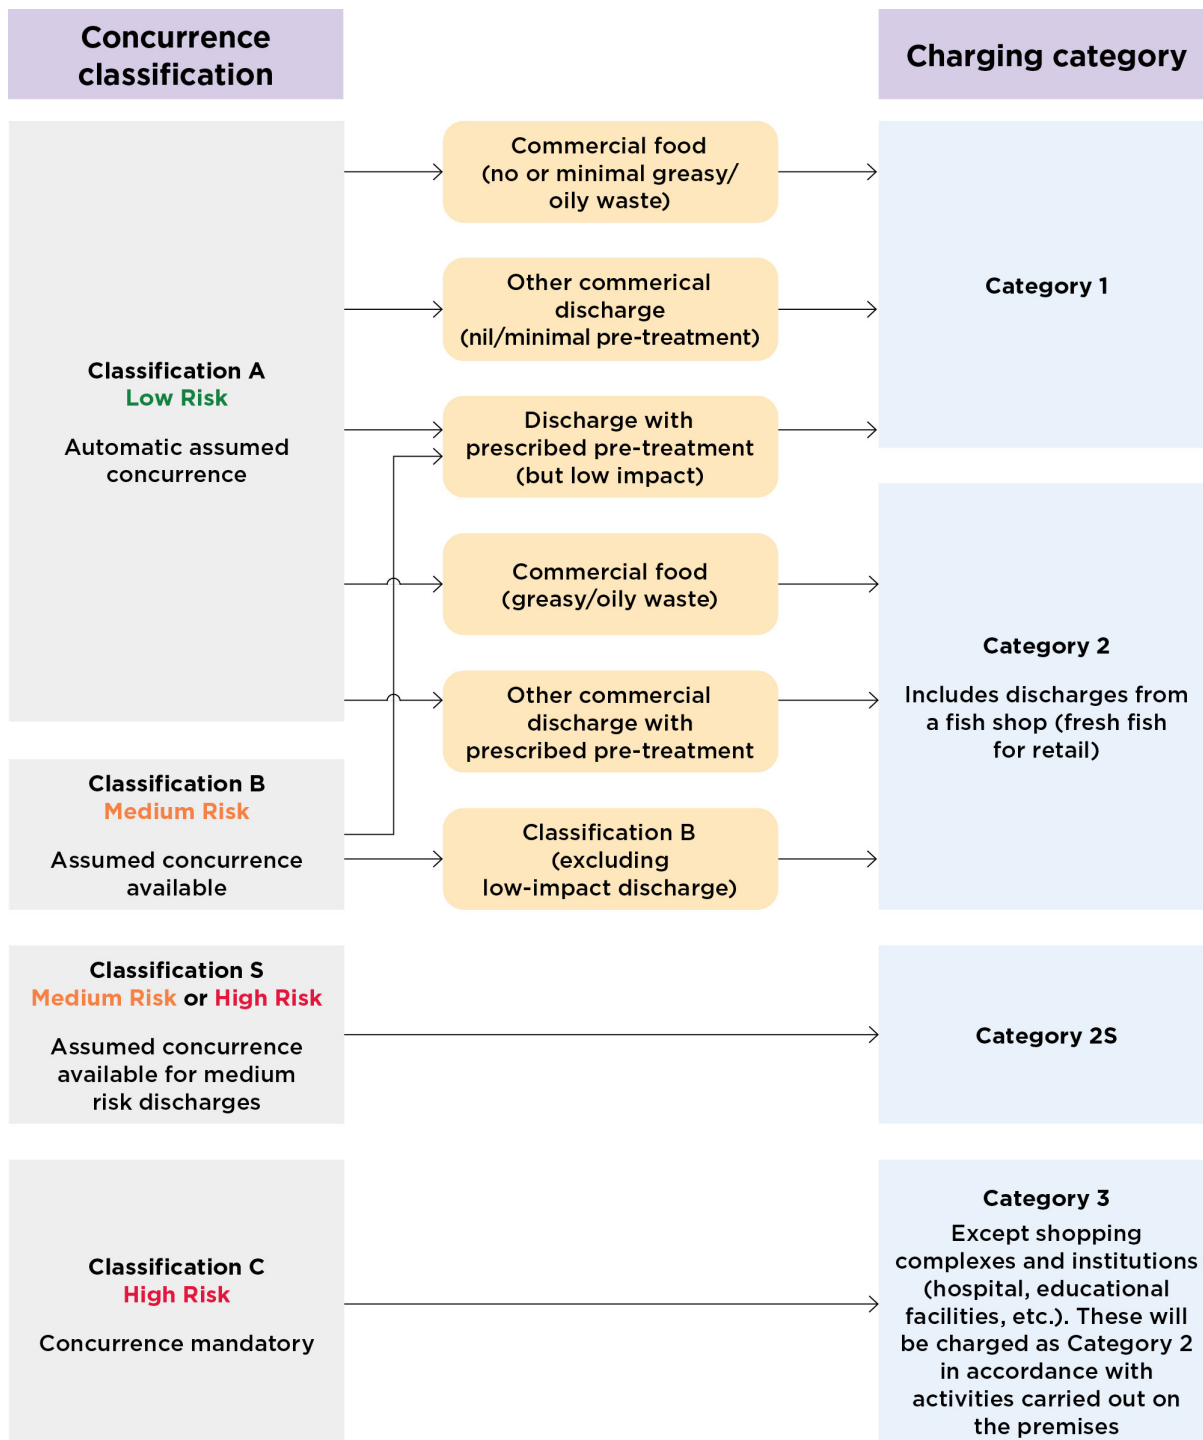 Concurrence
classification
Charging category
Classification A
Low Risk
Automatic assumed
concurrence
Commercial food
(no or minimal greasy/
oily waste)
Other commerical
discharge
(nil/minimal pre-treatment)
Discharge with
prescribed pre-treatment
(but low impact)
Commercial food
(greasy/oily waste)
Other commercial
discharge with
prescribed pre-treatment
Category 1
Category 2
Includes discharges from
a fish shop (fresh fish
for retail)
Classification B
Medium Risk
Assumed concurrence
available
Classification B
(excluding
low-impact discharge)
Classification S
Medium Risk or High Risk
Assumed concurrence
available for medium
risk discharges
Category 2S
Classification C
High Risk
Concurrence mandatory
Category 3
Except shopping
complexes and institutions
(hospital, educational
facilities, etc.). These will
be charged as Category 2
in accordance with
activities carried out on
the premises